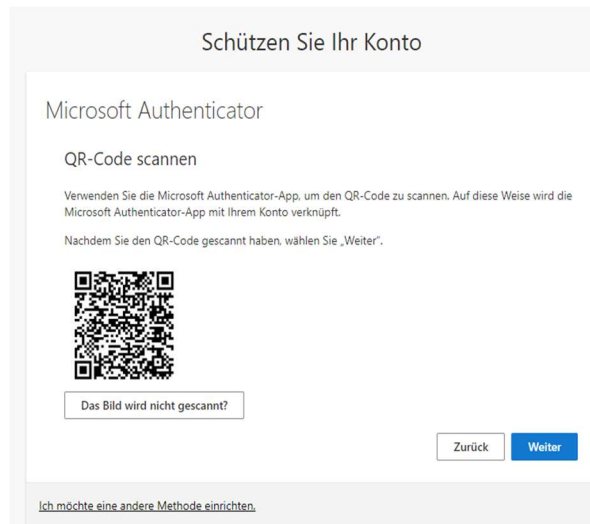 Schützen Sie Ihr Konto
Microsoft Authenticator
QR-Code scannen
Verwenden Sie die Microsoft Authenticator-App, um den QR-Code zu scannen. Auf diese Weise wird die
Microsoft Authenticator-App mit Ihrem Konto verknüpft.
Nachdem Sie den QR-Code gescannt haben, wählen Sie „Weiter".
Das Bild wird nicht gescannt?
Zurück
Weiter
Ich möchte eine andere Methode einrichten.